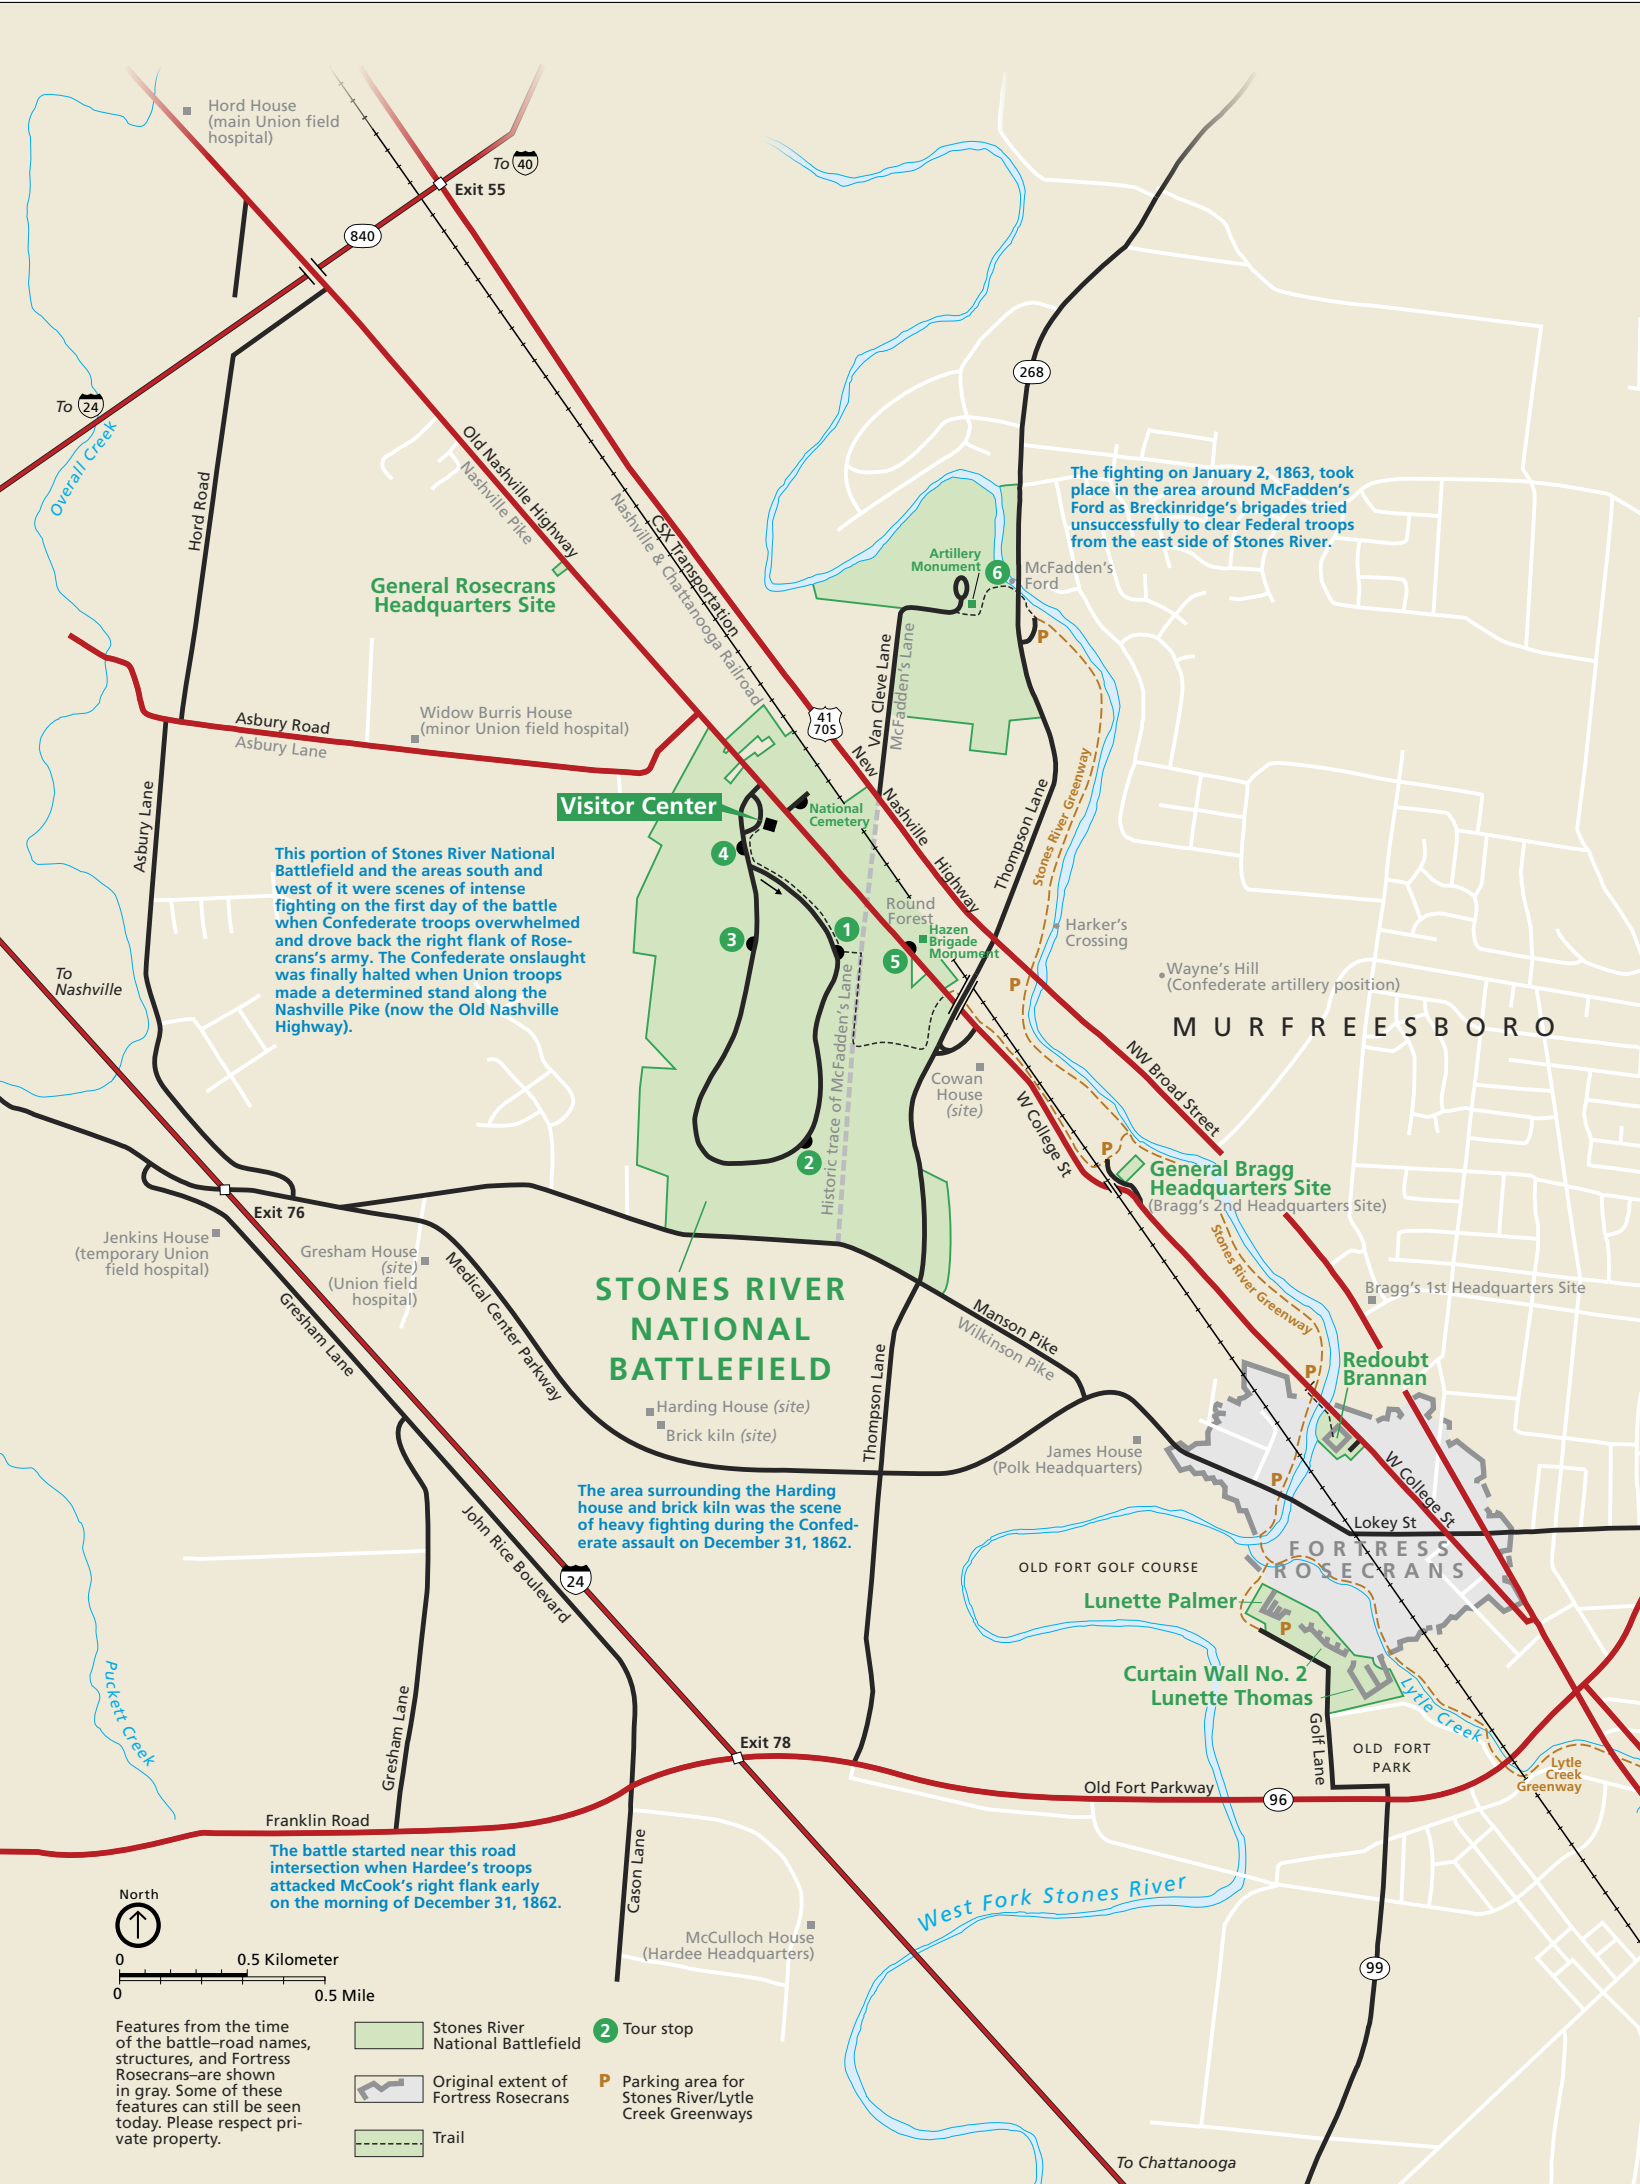 Hord House
(main Union field
hospital)
To 40
Exit 55
840
To 24
Overall Creek
Hord Road
Old Nashville Highway
Nashville Pike
CSX Transportation
Nashville & Chattanooga Railroad
268
The fighting on January 2, 1863, took
place in the area around McFadden's
Ford as Breckinridge's brigades tried
unsuccessfully to clear Federal troops
from the east side of Stones River.
Artillery
Monument
6
McFadden's
Ford
P
General Rosecrans
Headquarters Site
Van Cleve Lane
McFadden's Lane
Asbury Road
Asbury Lane
Widow Burris House
(minor Union field hospital)
41
70S
New Nashville Highway
Thompson Lane
Stones River Greenway
Asbury Lane
Visitor Center
National
Cemetery
4
This portion of Stones River National
Battlefield and the areas south and
west of it were scenes of intense
fighting on the first day of the battle
when Confederate troops overwhelmed
and drove back the right flank of Rose-
crans's army. The Confederate onslaught
was finally halted when Union troops
made a determined stand along the
Nashville Pike (now the Old Nashville
Highway).
Round
Forest
Hazen
Brigade
Monument
3
1
5
Harker's
Crossing
Wayne's Hill
(Confederate artillery position)
P
MURFREESBORO
To
Nashville
Historic trace of McFadden's Lane
Cowan
House
(site)
W College St
NW Broad Street
2
P
General Bragg
Headquarters Site
(Bragg's 2nd Headquarters Site)
Exit 76
Jenkins House
(temporary Union
field hospital)
Gresham House
(site)
(Union field
hospital)
Gresham Lane
Medical Center Parkway
STONES RIVER
NATIONAL
BATTLEFIELD
Manson Pike
Wilkinson Pike
Stones River Greenway
Bragg's 1st Headquarters Site
Redoubt
Brannan
P
Harding House (site)
Brick kiln (site)
Thompson Lane
James House
(Polk Headquarters)
P
W College St
The area surrounding the Harding
house and brick kiln was the scene
of heavy fighting during the Confed-
erate assault on December 31, 1862.
Lokey St
FORTRESS
ROSECRANS
John Rice Boulevard
24
OLD FORT GOLF COURSE
Lunette Palmer
P
Curtain Wall No. 2
Lunette Thomas
Lytle Creek
Puckett Creek
Gresham Lane
Exit 78
Golf Lane
OLD FORT
PARK
Lytle
Creek
Greenway
Old Fort Parkway
96
Franklin Road
The battle started near this road
intersection when Hardee's troops
attacked McCook's right flank early
on the morning of December 31, 1862.
Cason Lane
West Fork Stones River
McCulloch House
(Hardee Headquarters)
99
North
0 0.5 Kilometer
0 0.5 Mile
Features from the time
of the battle–road names,
structures, and Fortress
Rosecrans–are shown
in gray. Some of these
features can still be seen
today. Please respect pri-
vate property.
Stones River
National Battlefield
Original extent of
Fortress Rosecrans
Trail
2 Tour stop
P Parking area for
Stones River/Lytle
Creek Greenways
To Chattanooga